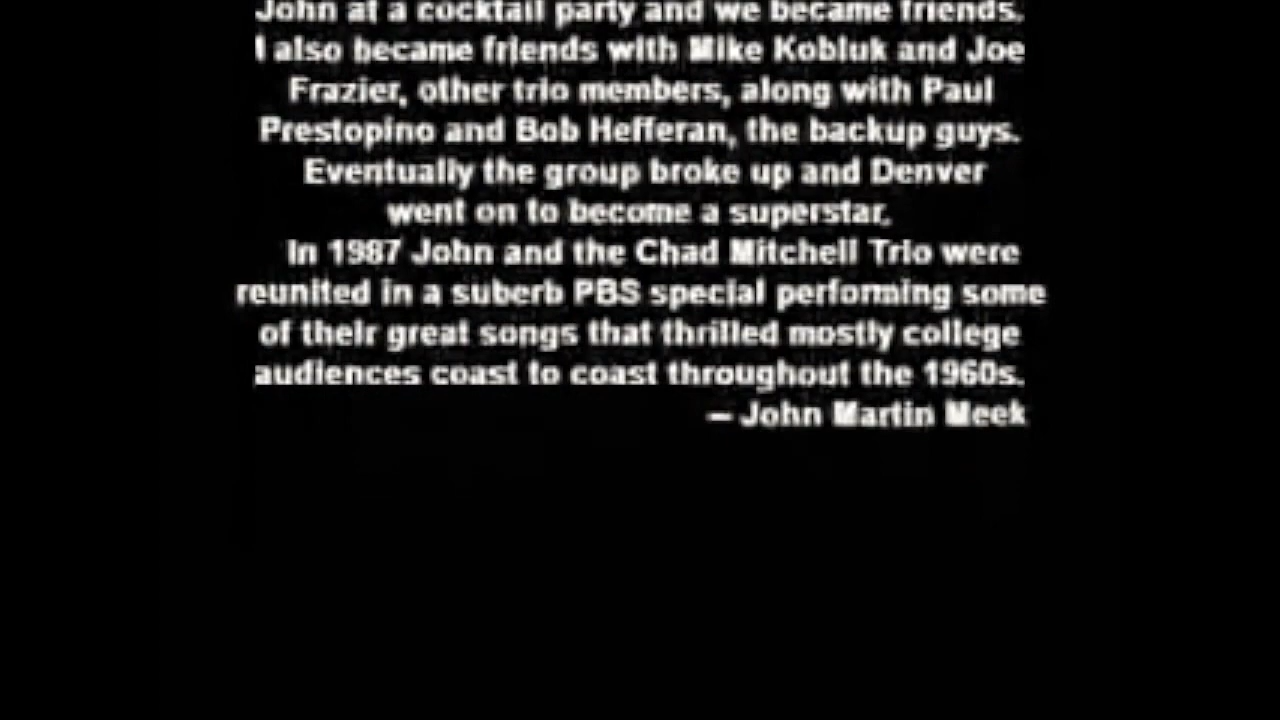 John at a cocktail party and we became friends.
I also became friends with Mike Kobluk and Joe
Frazier, other trio members, along with Paul
Prestopino and Bob Hefferan, the backup guys.
Eventually the group broke up and Denver
went on to become a superstar.
In 1987 John and the Chad Mitchell Trio were
reunited in a suberb PBS special performing some
of their great songs that thrilled mostly college
audiences coast to coast throughout the 1960s.
– John Martin Meek